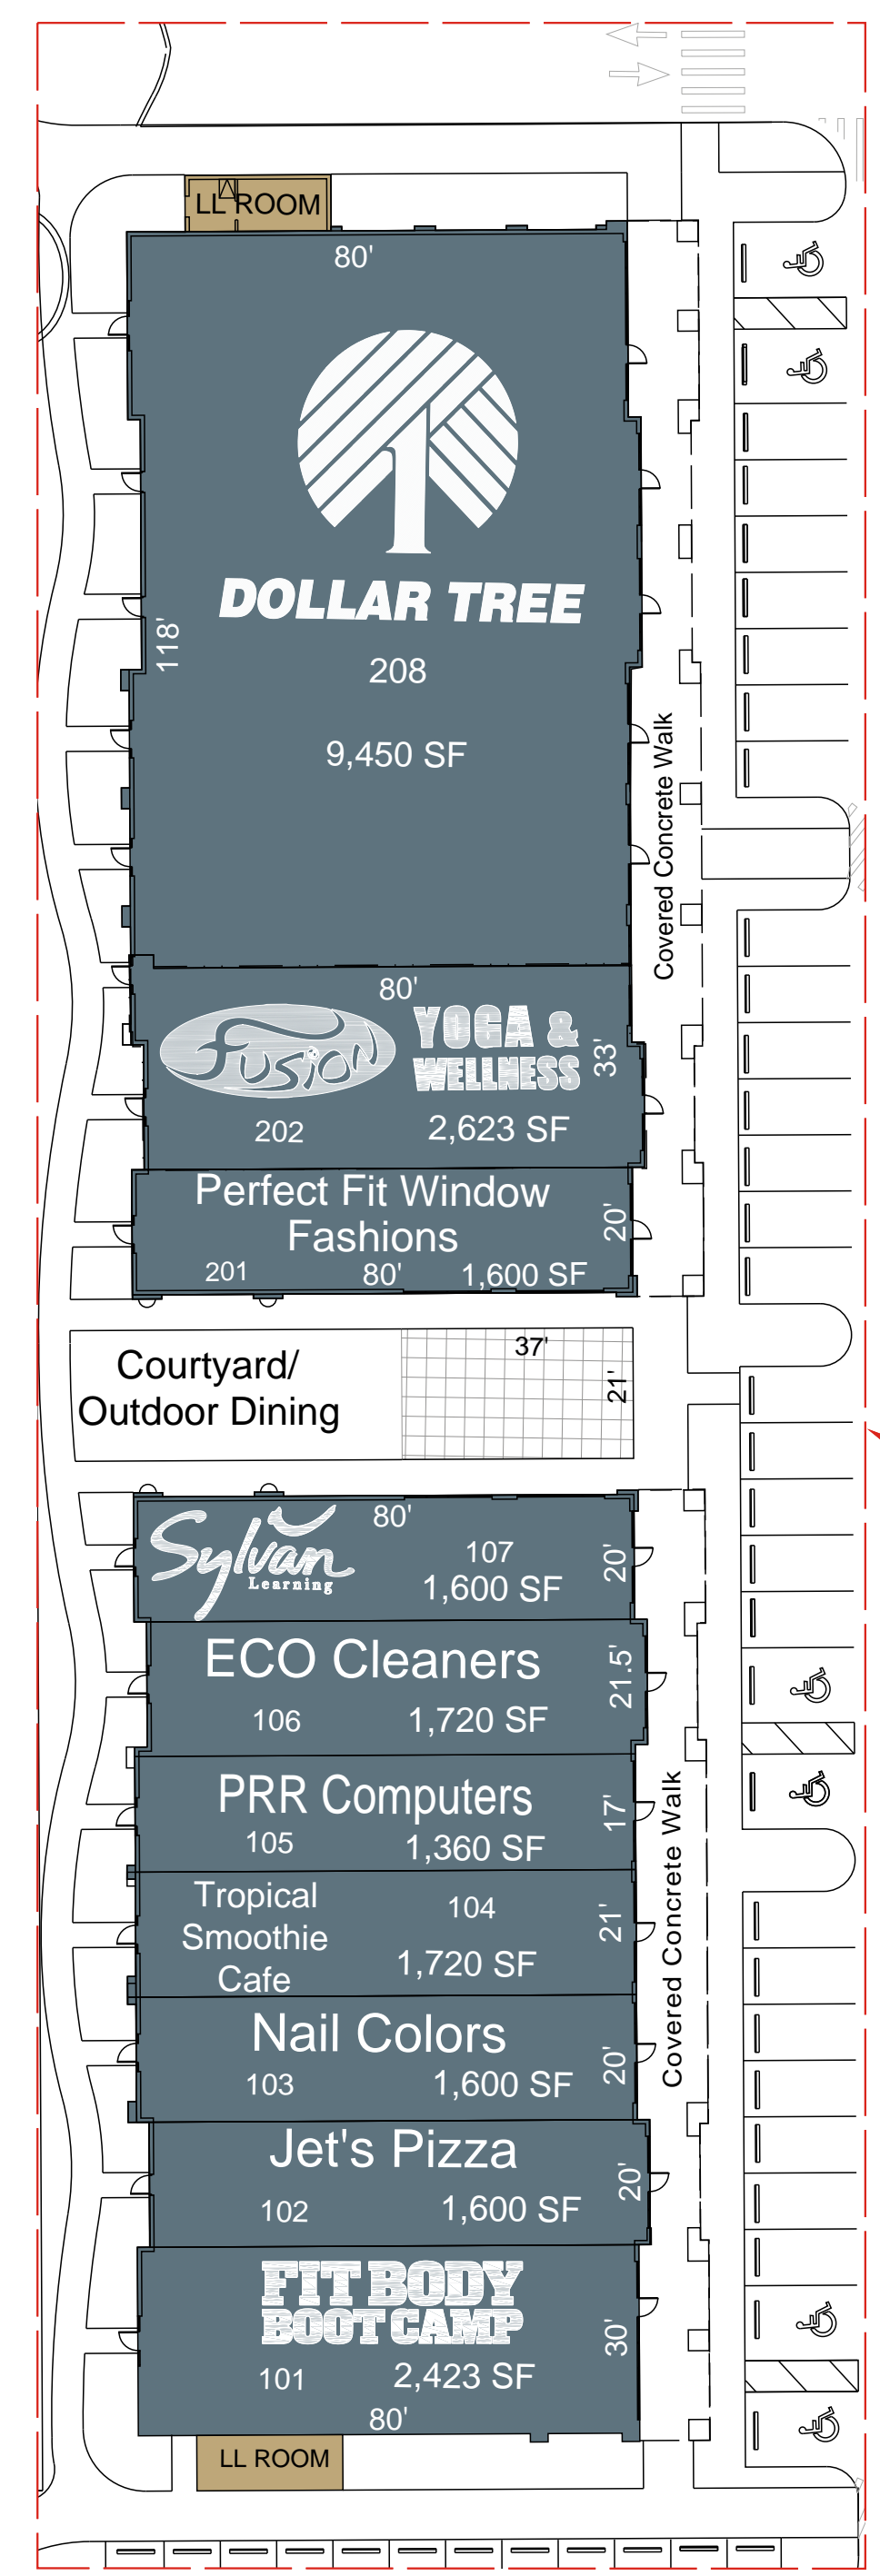 LL ROOM
80'
DOLLAR TREE
118'
208
9,450 SF
Covered Concrete Walk
80'
FUSION
YOGA &
WELLNESS
33'
202
2,623 SF
Perfect Fit Window
Fashions
20'
201
80'
1,600 SF
37'
21'
Courtyard/
Outdoor Dining
80'
Sylvan
Learning
107
1,600 SF
20'
ECO Cleaners
21.5'
106
1,720 SF
PRR Computers
17'
105
1,360 SF
Covered Concrete Walk
Tropical
Smoothie
Cafe
104
1,720 SF
21'
Nail Colors
20'
103
1,600 SF
Jet's Pizza
20'
102
1,600 SF
FIT BODY
BOOT CAMP
30'
101
2,423 SF
80'
LL ROOM